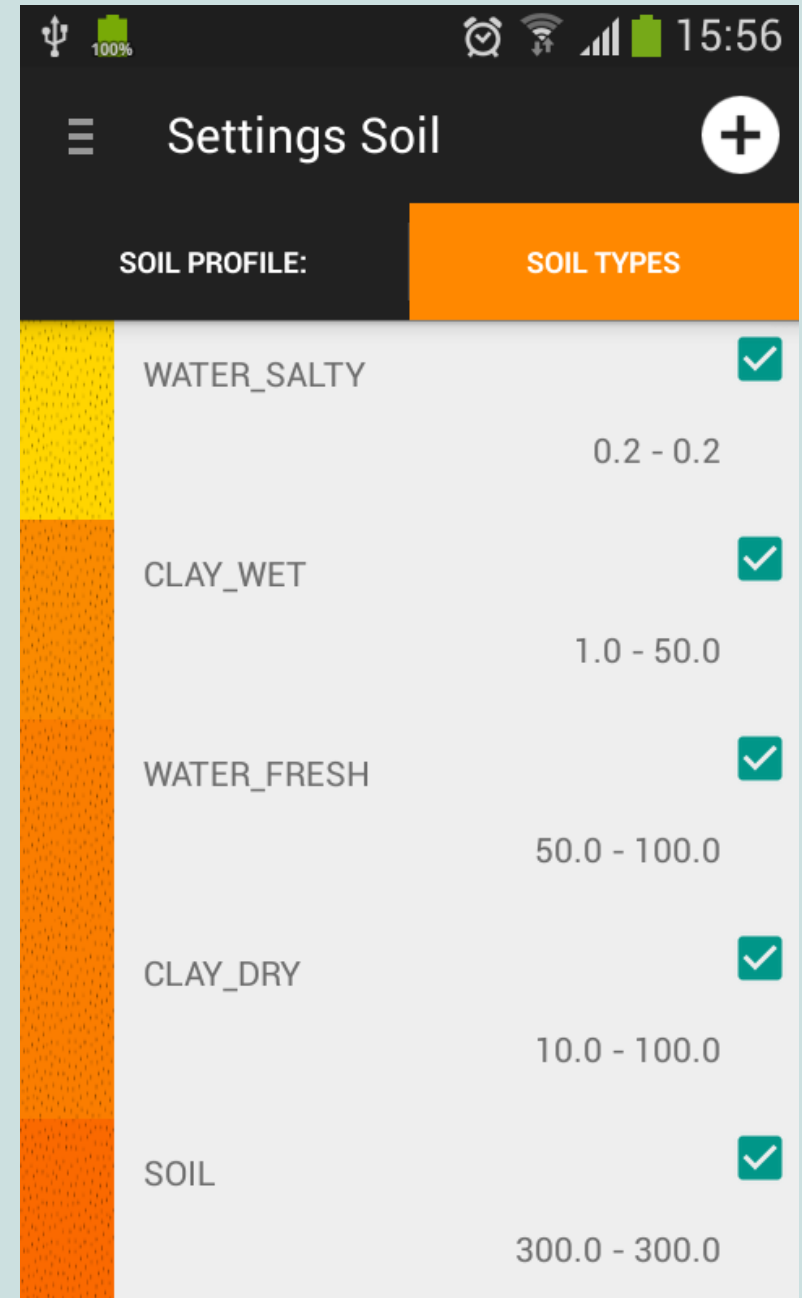 100% 15:56
Settings Soil
SOIL PROFILE: SOIL TYPES
WATER_SALTY
0.2 - 0.2
CLAY_WET
1.0 - 50.0
WATER_FRESH
50.0 - 100.0
CLAY_DRY
10.0 - 100.0
SOIL
300.0 - 300.0